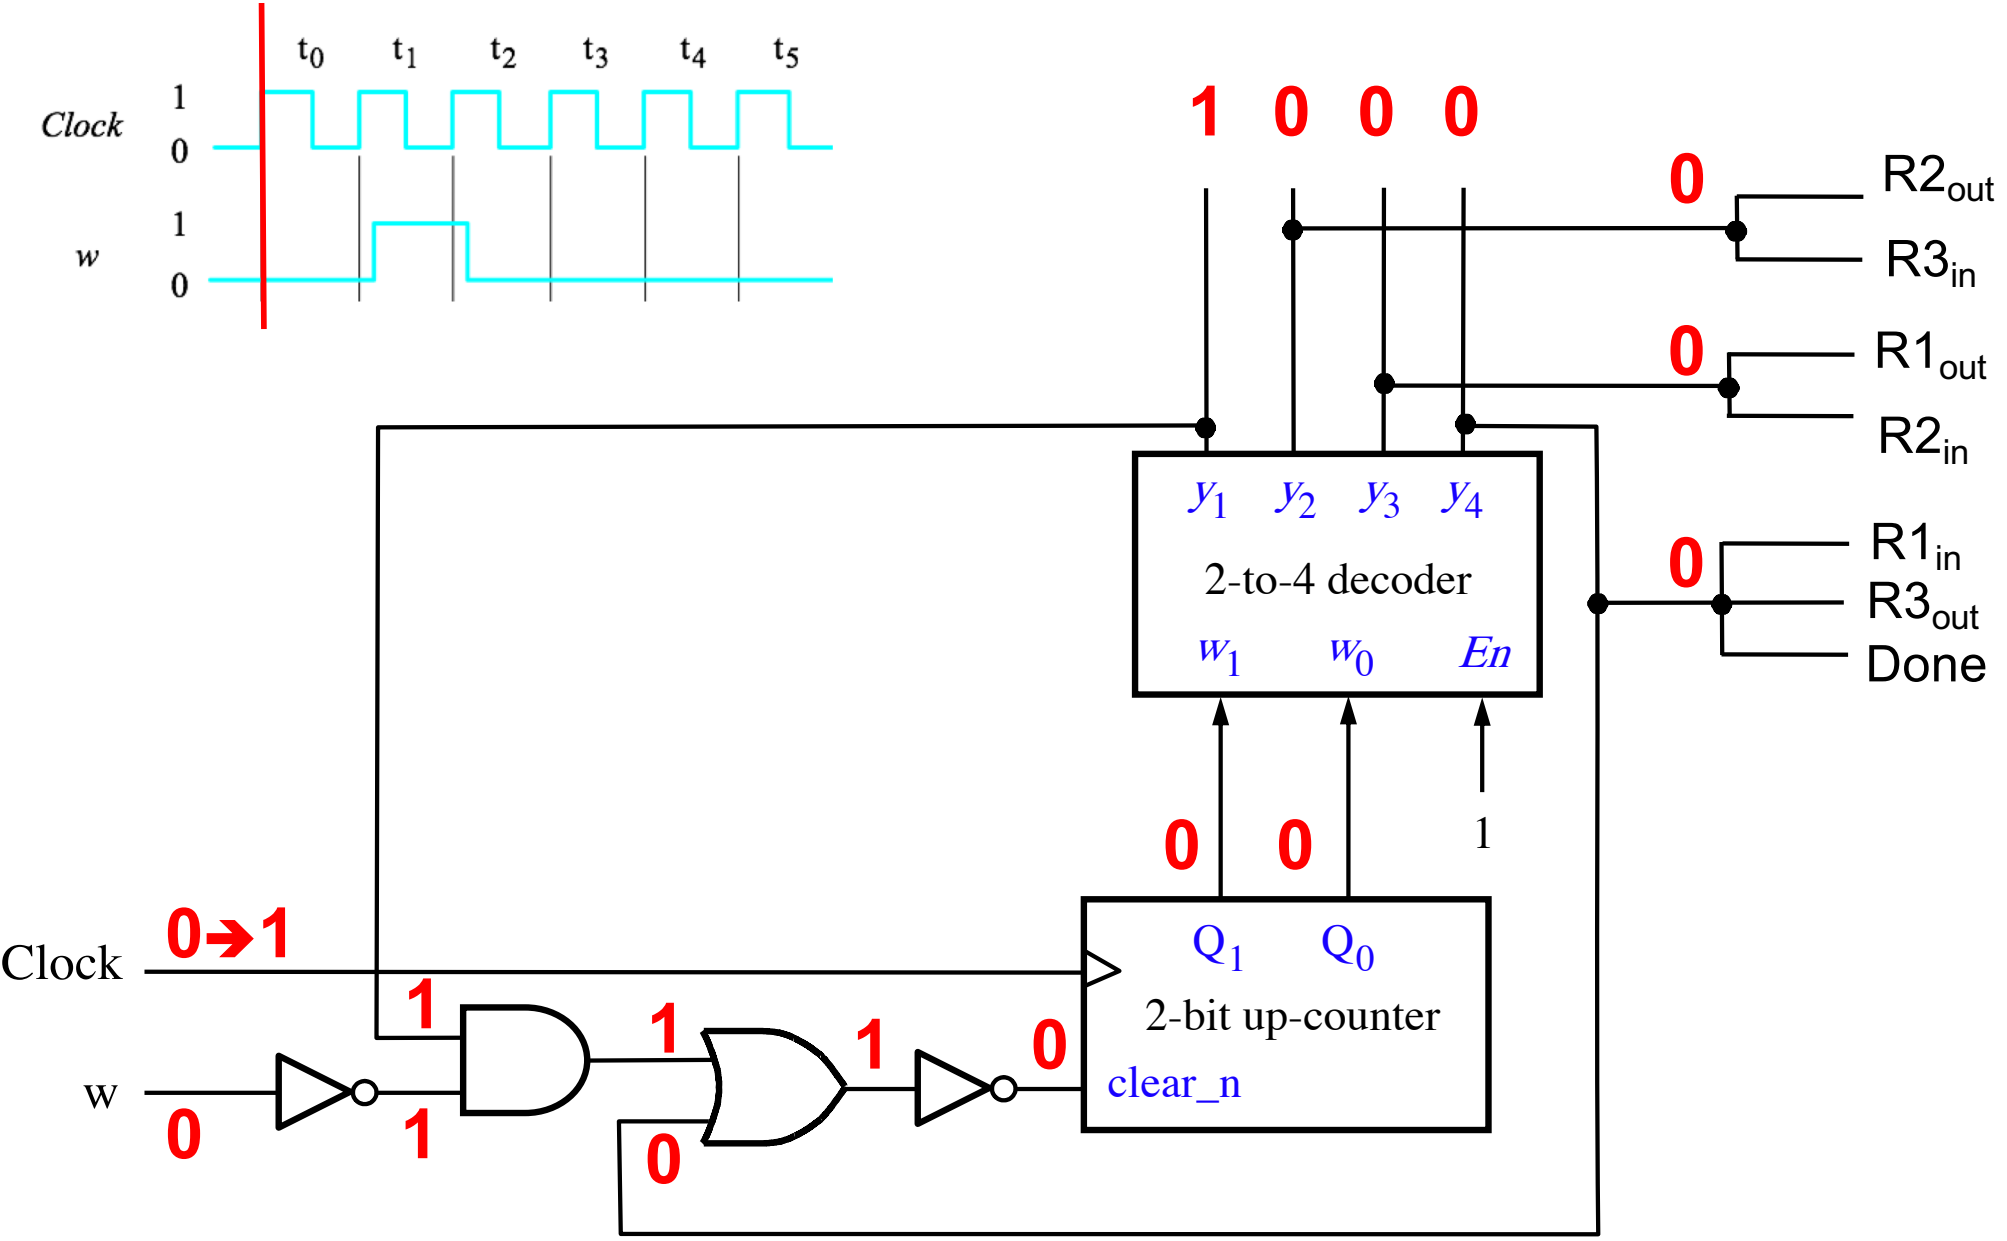 t0 t1 t2 t3 t4 t5
1
Clock
0
1
w
0
1 0 0 0
0
R2out
R3in
0
R1out
R2in
y1 y2 y3 y4
2-to-4 decoder
w1 w0 En
0
R1in
R3out
Done
0 0 1
Clock 0➔1
Q1 Q0
2-bit up-counter
clear_n
1 1 1 0
w
0 1 0